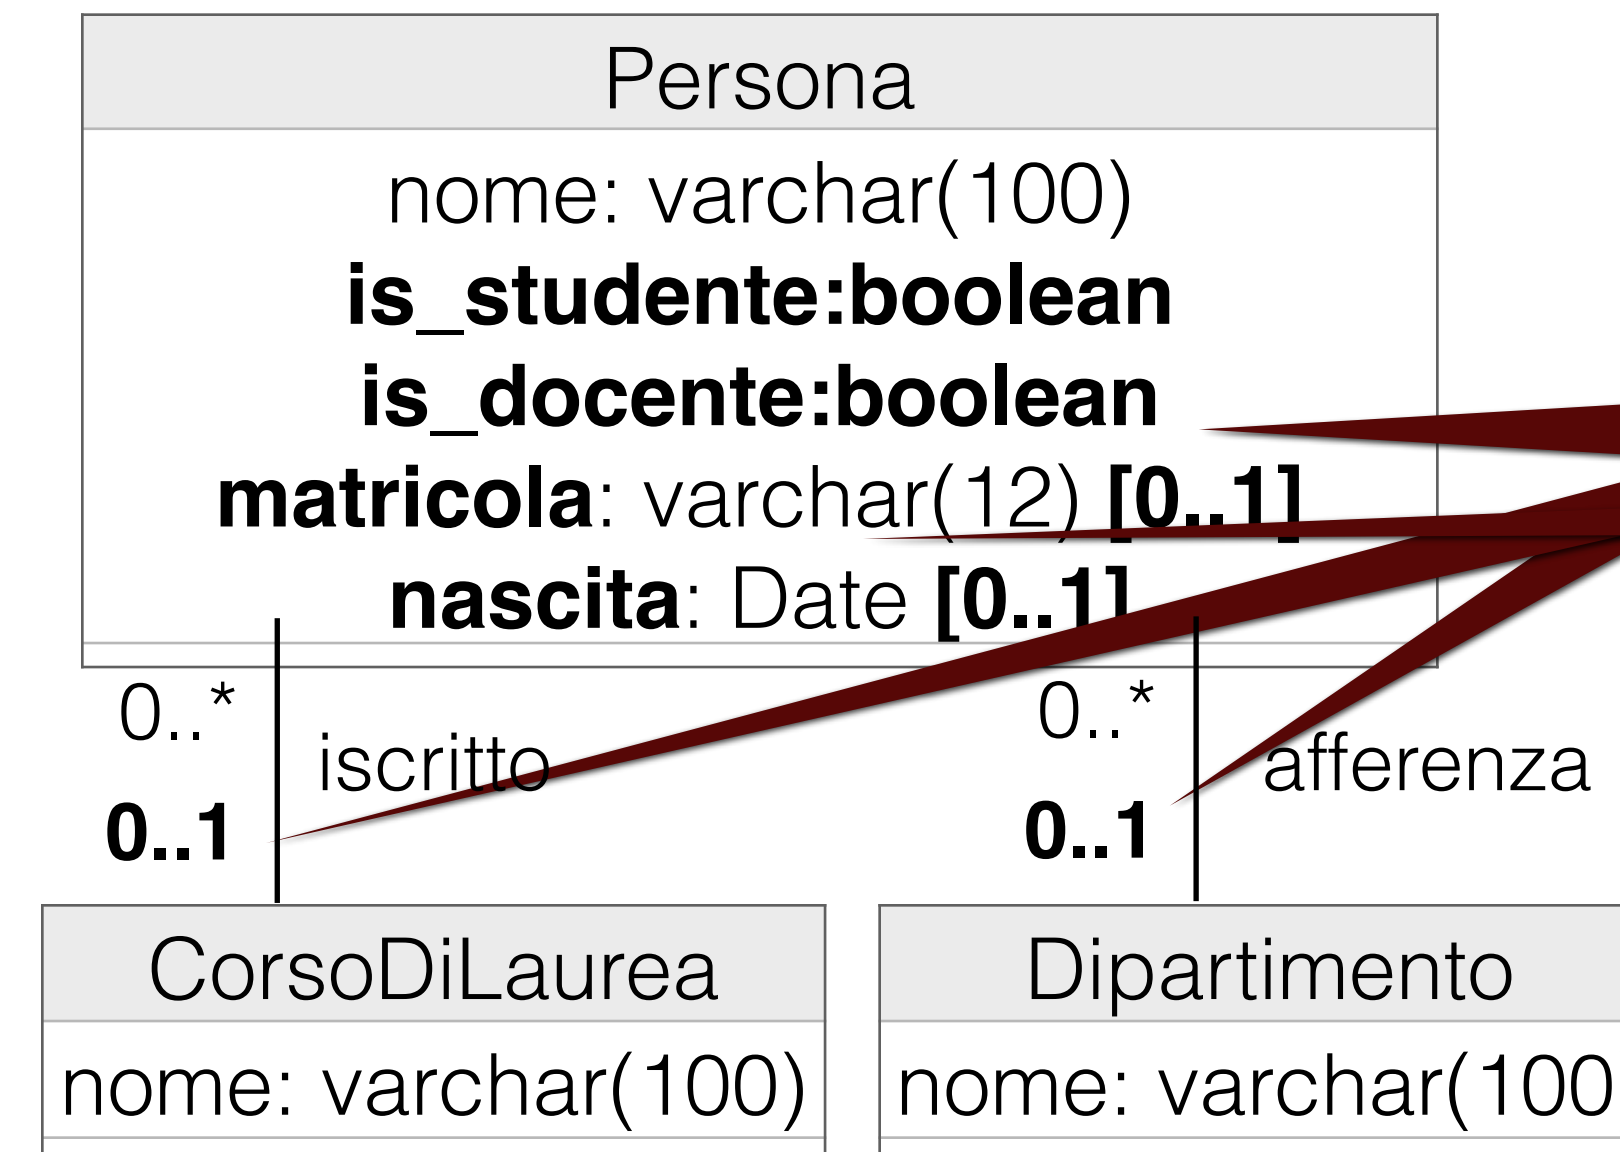 Persona
nome: varchar(100)
is_studente:boolean
is_docente:boolean
matricola: varchar(12) [0..1]
nascita: Date [0..1]
0..*
iscritto
0..1
0..*
afferenza
0..1
CorsoDiLaurea
nome: varchar(100)
Dipartimento
nome: varchar(100